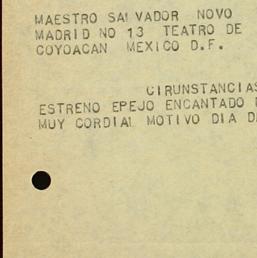 MAESTRO SALVADOR NOVO
MADRID NO 13 TEATRO DE
COYOACAN MEXICO D.F.
CIRUNSTANCIAS
ESTRENO EPEJO ENCANTADO
MUY CORDIAL MOTIVO DIA